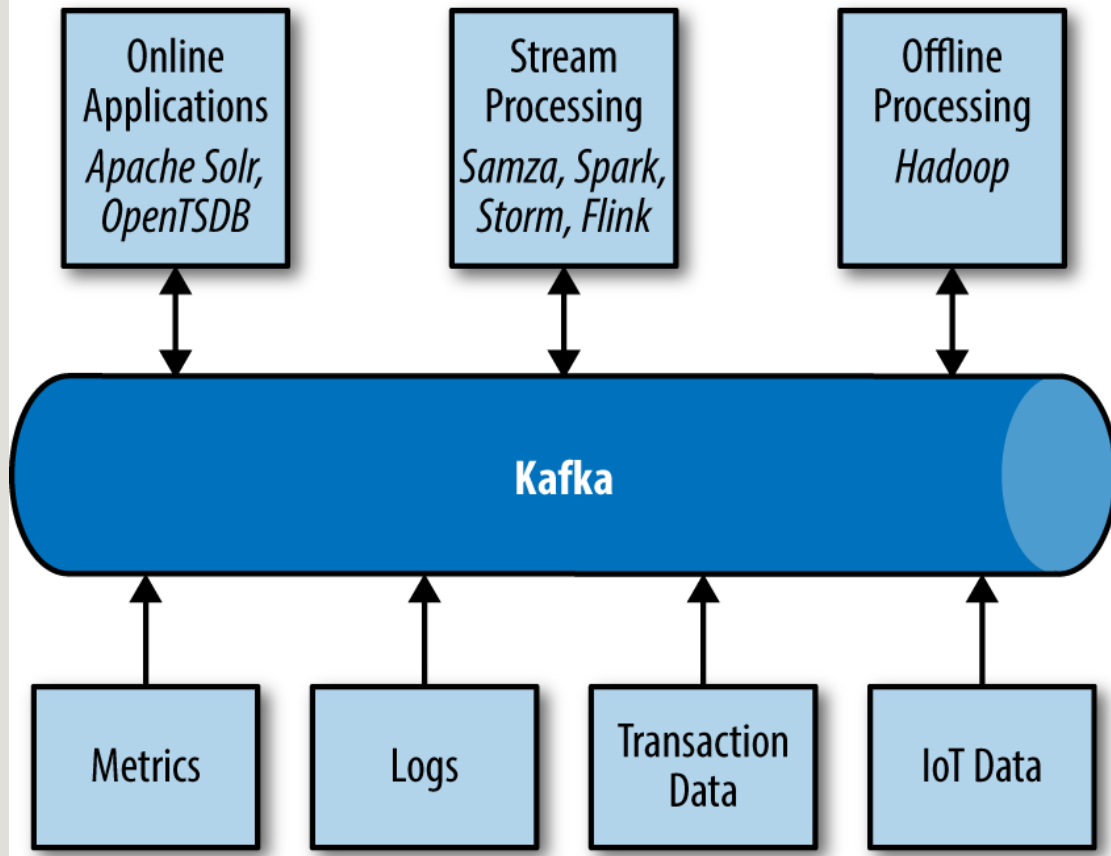 Online
Applications
Apache Solr,
OpenTSDB
Stream
Processing
Samza, Spark,
Storm, Flink
Offline
Processing
Hadoop
Kafka
Metrics
Logs
Transaction
Data
IoT Data